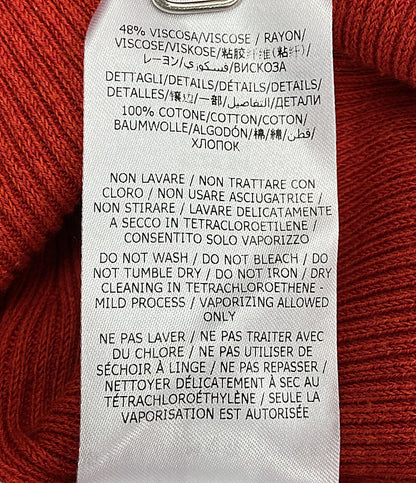 48% VISCOSA/VISCOSE / RAYON/
VISCOSE/VISKOSE/粘胶纤维(粘纤)/
レーヨン/فسكوزي/ВИСКОЗА
DETTAGLI/DETAILS/DÉTAILS/DETAILS/
DETALLES/镶边/一部/التفاصيل/ДЕТАЛИ
100% COTONE/COTTON/COTON/
BAUMWOLLE/ALGODÓN/棉/綿/قطن/
ХЛОПОК
NON LAVARE / NON TRATTARE CON
CLORO / NON USARE ASCIUGATRICE /
NON STIRARE / LAVARE DELICATAMENTE
A SECCO IN TETRACLOROETILENE /
CONSENTITO SOLO VAPORIZZO
DO NOT WASH / DO NOT BLEACH / DO
NOT TUMBLE DRY / DO NOT IRON / DRY
CLEANING IN TETRACHLOROETHENE -
MILD PROCESS / VAPORIZING ALLOWED
ONLY
NE PAS LAVER / NE PAS TRAITER AVEC
DU CHLORE / NE PAS UTILISER DE
SÉCHOIR À LINGE / NE PAS REPASSER /
NETTOYER DÉLICATEMENT À SEC AU
TÉTRACHLOROÉTHYLÈNE / SEULE LA
VAPORISATION EST AUTORISÉE